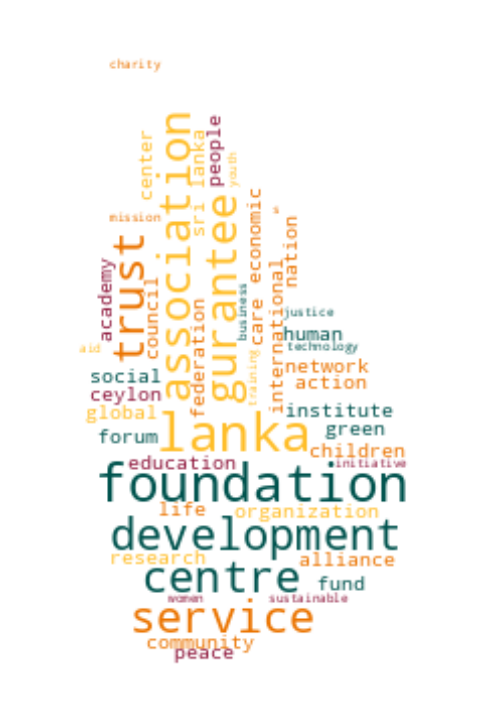 charity
people
association
center
sri lanka
youth
gurantee
economic
s
mission
nation
trust
academy
council
international
business
care
federation
justice
human
technology
aid
training
network
social
action
ceylon
global
institute
lanka
green
forum
children
education
initiative
foundation
life
organization
development
research
alliance
centre
fund
women
sustainable
service
community
peace